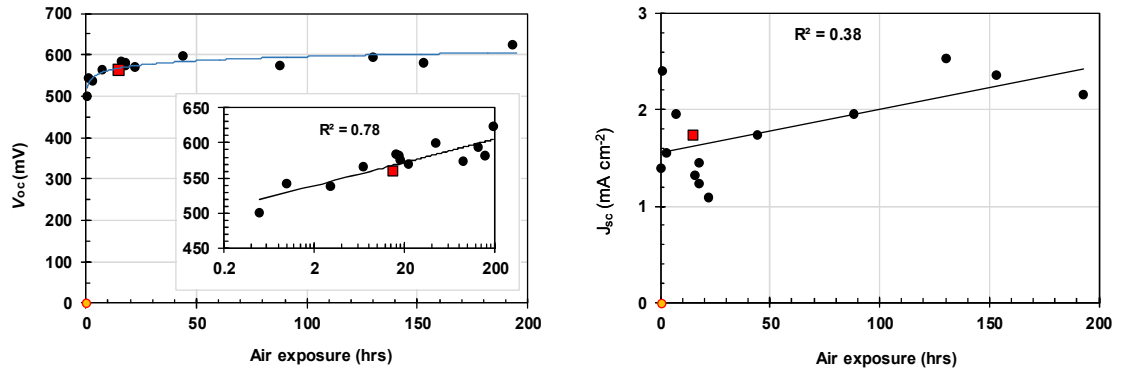 700
600
500
400
300
200
100
0
V oc (mV)
650
600
550
500
450
R² = 0.78
0.2 2 20 200
0 50 100 150 200
Air exposure (hrs)
3
2
1
0
J sc (mA cm-2)
R² = 0.38
0 50 100 150 200
Air exposure (hrs)